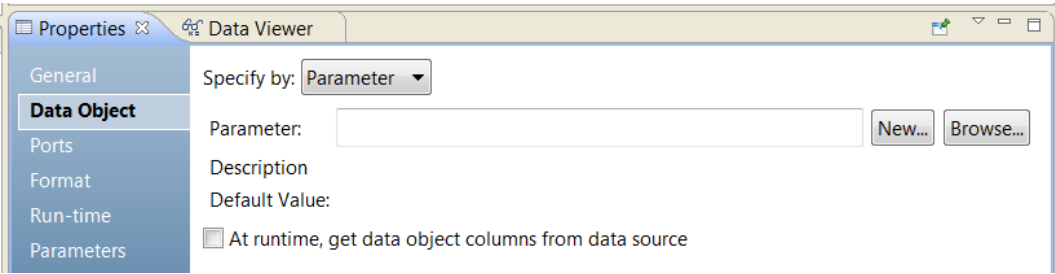 Properties Data Viewer
General
Data Object
Ports
Format
Run-time
Parameters
Specify by: Parameter
Parameter: New... Browse...
Description
Default Value:
At runtime, get data object columns from data source